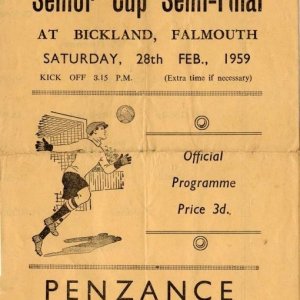 Senior Cup Semi-Final
AT BICKLAND, FALMOUTH
SATURDAY, 28th FEB., 1959
KICK OFF 3.15 P.M. (Extra time if necessary)
Official
Programme
Price 3d.
PENZANCE